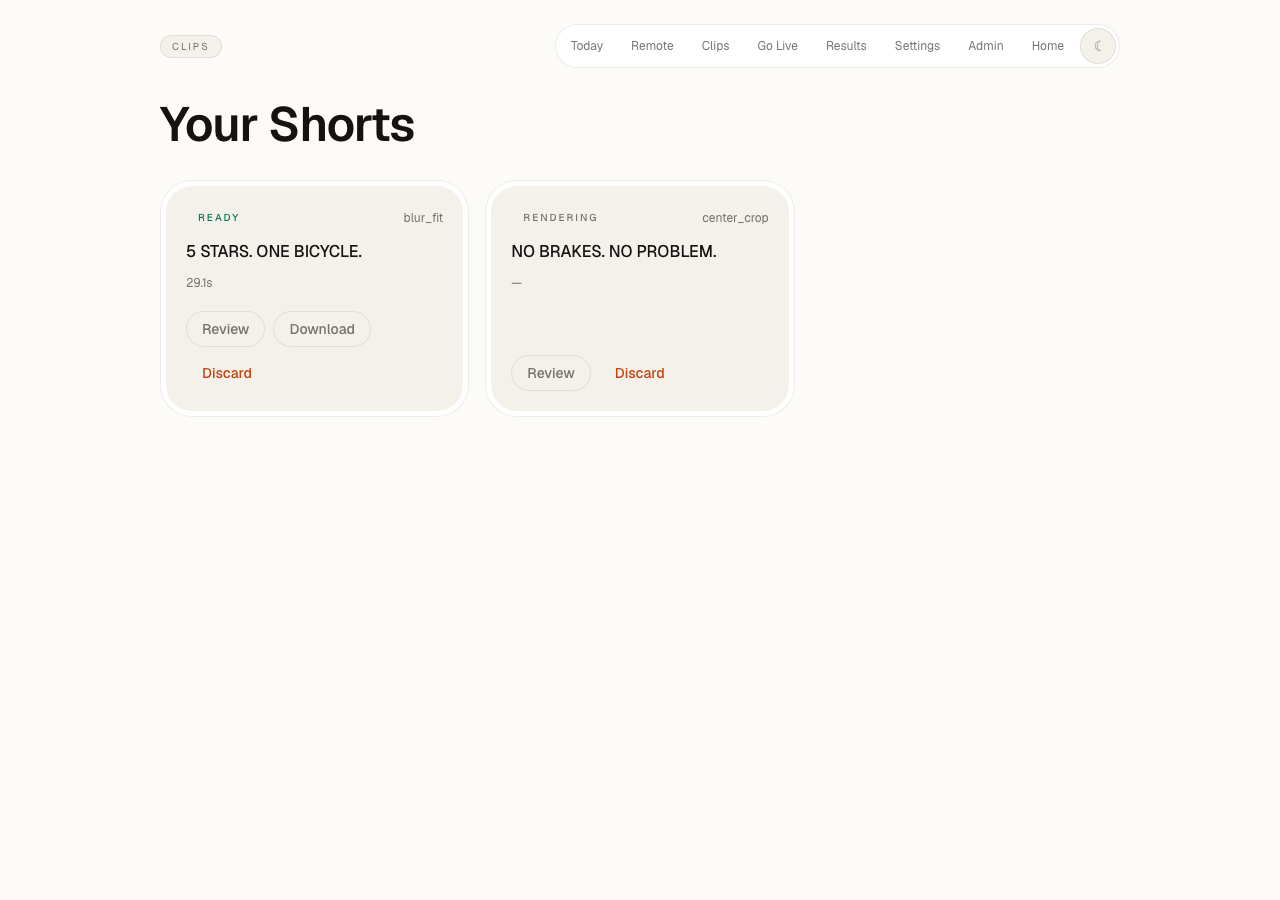 CLIPS
Today Remote Clips Go Live Results Settings Admin Home ☾
Your Shorts
READY blur_fit
5 STARS. ONE BICYCLE.
29.1s
Review Download
Discard
RENDERING center_crop
NO BRAKES. NO PROBLEM.
—
Review Discard